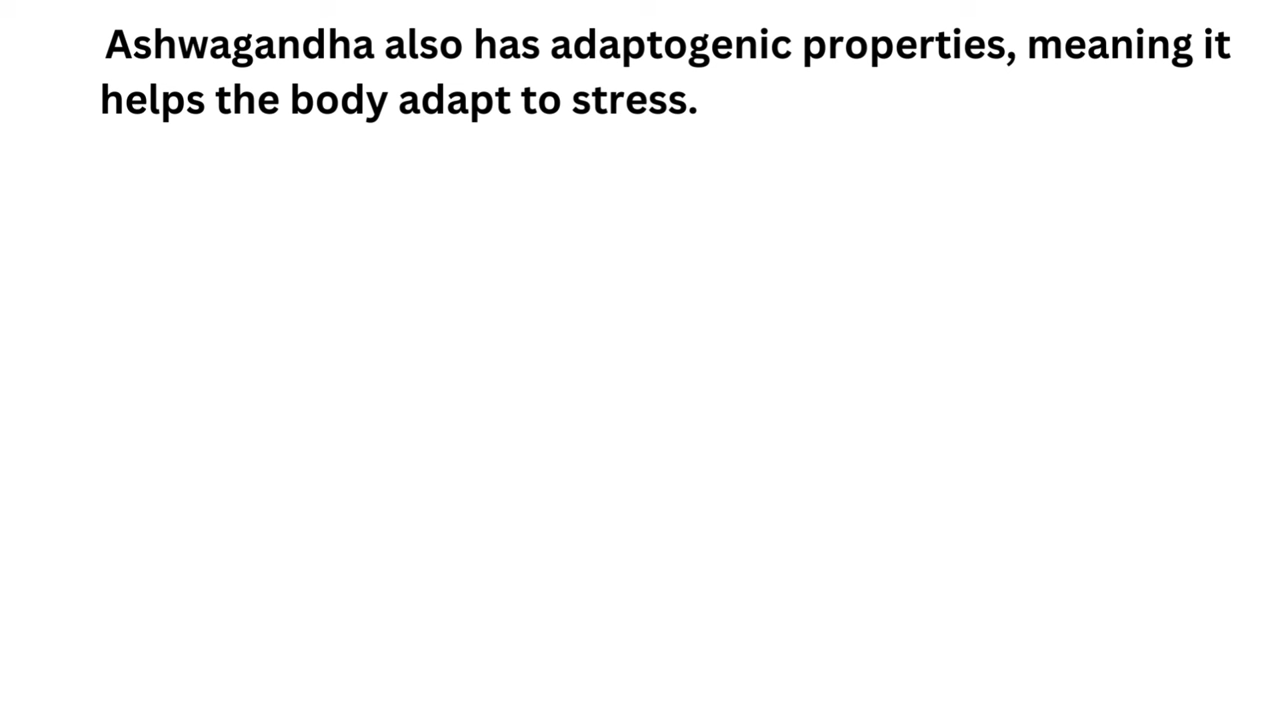 Ashwagandha also has adaptogenic properties, meaning it
helps the body adapt to stress.